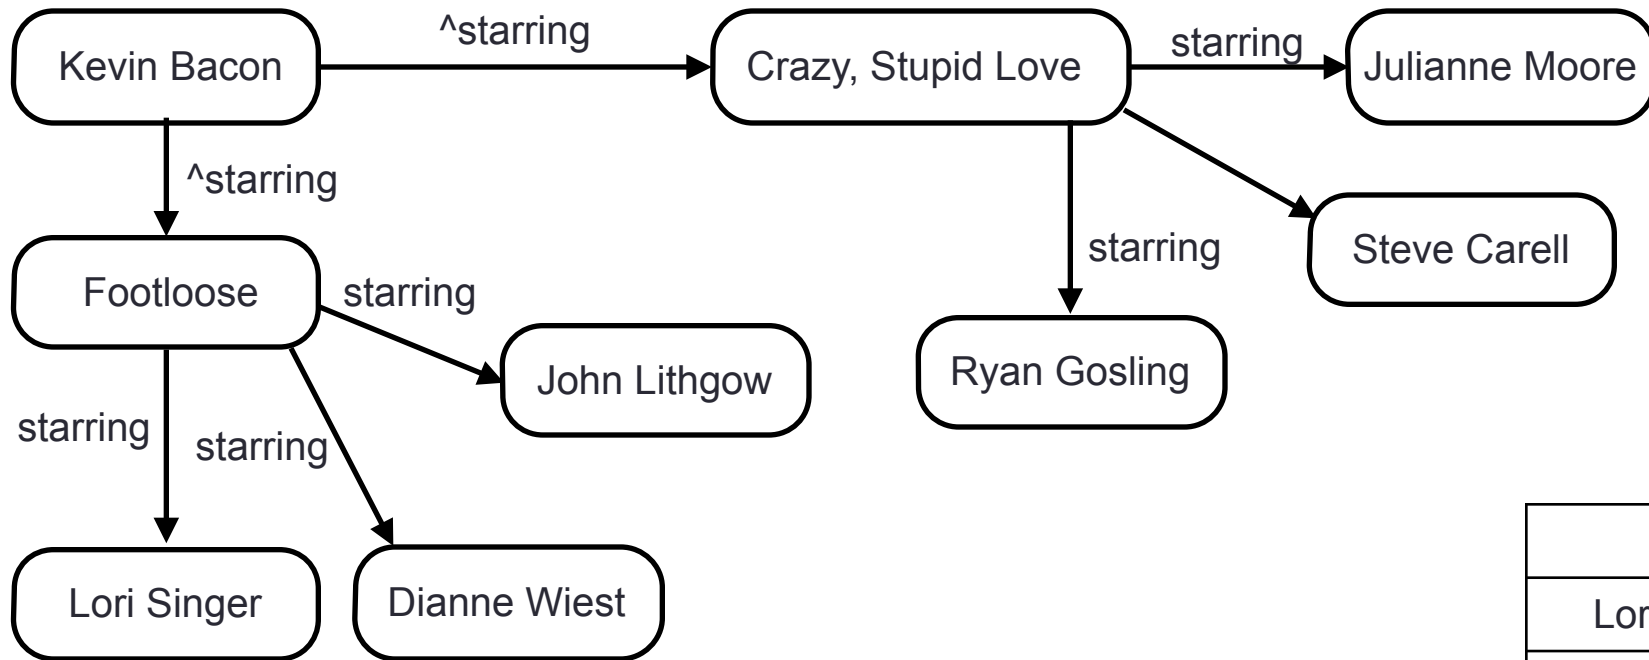 ^starring
Kevin Bacon
Crazy, Stupid Love
starring
Julianne Moore
^starring
Footloose
starring
starring
Steve Carell
John Lithgow
Ryan Gosling
starring
starring
Lori Singer
Dianne Wiest
Lor